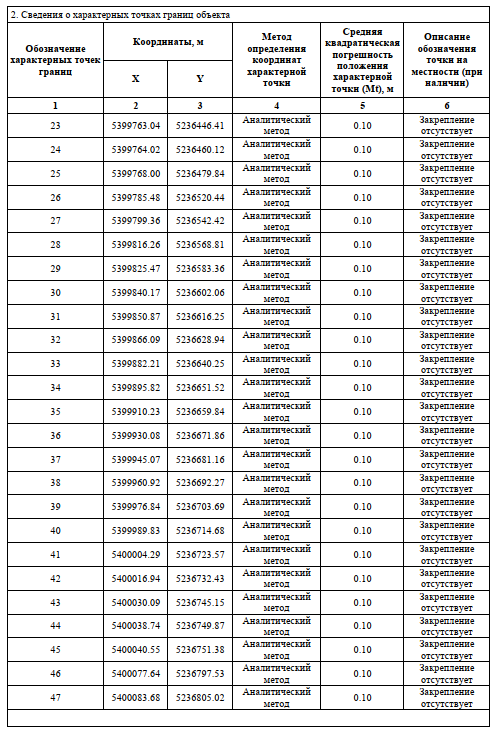 2. Сведения о характерных точках границ объекта
Обозначение характерных точек границ | Координаты, м | Метод определения координат характерной точки | Средняя квадратическая погрешность положения характерной точки (Mt), м | Описание обозначения точки на местности (при наличии)
X | Y
1 | 2 | 3 | 4 | 5 | 6
23 | 5399763.04 | 5236446.41 | Аналитический метод | 0.10 | Закрепление отсутствует
24 | 5399764.02 | 5236460.12 | Аналитический метод | 0.10 | Закрепление отсутствует
25 | 5399768.00 | 5236479.84 | Аналитический метод | 0.10 | Закрепление отсутствует
26 | 5399785.48 | 5236520.44 | Аналитический метод | 0.10 | Закрепление отсутствует
27 | 5399799.36 | 5236542.42 | Аналитический метод | 0.10 | Закрепление отсутствует
28 | 5399816.26 | 5236568.81 | Аналитический метод | 0.10 | Закрепление отсутствует
29 | 5399825.47 | 5236583.36 | Аналитический метод | 0.10 | Закрепление отсутствует
30 | 5399840.17 | 5236602.06 | Аналитический метод | 0.10 | Закрепление отсутствует
31 | 5399850.87 | 5236616.25 | Аналитический метод | 0.10 | Закрепление отсутствует
32 | 5399866.09 | 5236628.94 | Аналитический метод | 0.10 | Закрепление отсутствует
33 | 5399882.21 | 5236640.25 | Аналитический метод | 0.10 | Закрепление отсутствует
34 | 5399895.82 | 5236651.52 | Аналитический метод | 0.10 | Закрепление отсутствует
35 | 5399910.23 | 5236659.84 | Аналитический метод | 0.10 | Закрепление отсутствует
36 | 5399930.08 | 5236671.86 | Аналитический метод | 0.10 | Закрепление отсутствует
37 | 5399945.07 | 5236681.16 | Аналитический метод | 0.10 | Закрепление отсутствует
38 | 5399960.92 | 5236692.27 | Аналитический метод | 0.10 | Закрепление отсутствует
39 | 5399976.84 | 5236703.69 | Аналитический метод | 0.10 | Закрепление отсутствует
40 | 5399989.83 | 5236714.68 | Аналитический метод | 0.10 | Закрепление отсутствует
41 | 5400004.29 | 5236723.57 | Аналитический метод | 0.10 | Закрепление отсутствует
42 | 5400016.94 | 5236732.43 | Аналитический метод | 0.10 | Закрепление отсутствует
43 | 5400030.09 | 5236745.15 | Аналитический метод | 0.10 | Закрепление отсутствует
44 | 5400038.74 | 5236749.87 | Аналитический метод | 0.10 | Закрепление отсутствует
45 | 5400040.55 | 5236751.38 | Аналитический метод | 0.10 | Закрепление отсутствует
46 | 5400077.64 | 5236797.53 | Аналитический метод | 0.10 | Закрепление отсутствует
47 | 5400083.68 | 5236805.02 | Аналитический метод | 0.10 | Закрепление отсутствует